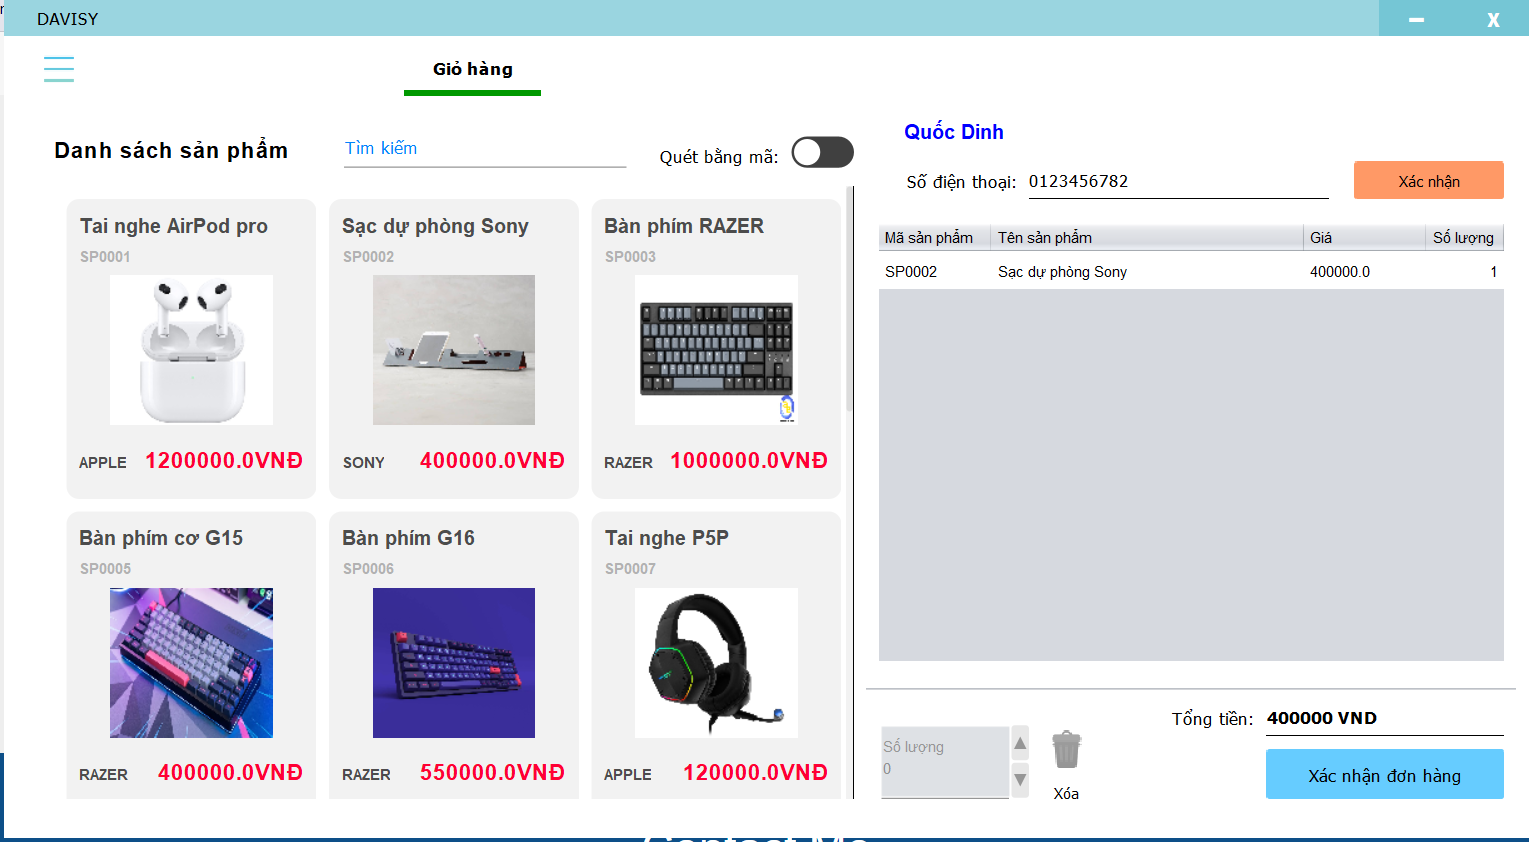 DAVISY
X
Giỏ hàng
Danh sách sản phẩm
Tìm kiếm
Quét bằng mã:
Tai nghe AirPod pro
SP0001
APPLE 1200000.0VNĐ
Sạc dự phòng Sony
SP0002
SONY 400000.0VNĐ
Bàn phím RAZER
SP0003
RAZER 1000000.0VNĐ
Bàn phím cơ G15
SP0005
RAZER 400000.0VNĐ
Bàn phím G16
SP0006
RAZER 550000.0VNĐ
Tai nghe P5P
SP0007
APPLE 120000.0VNĐ
Quốc Dinh
Số điện thoại: 0123456782
Xác nhận
Mã sản phẩm Tên sản phẩm Giá Số lượng
SP0002 Sạc dự phòng Sony 400000.0 1
Số lượng
0
Xóa
Tổng tiền: 400000 VND
Xác nhận đơn hàng
Contact Me